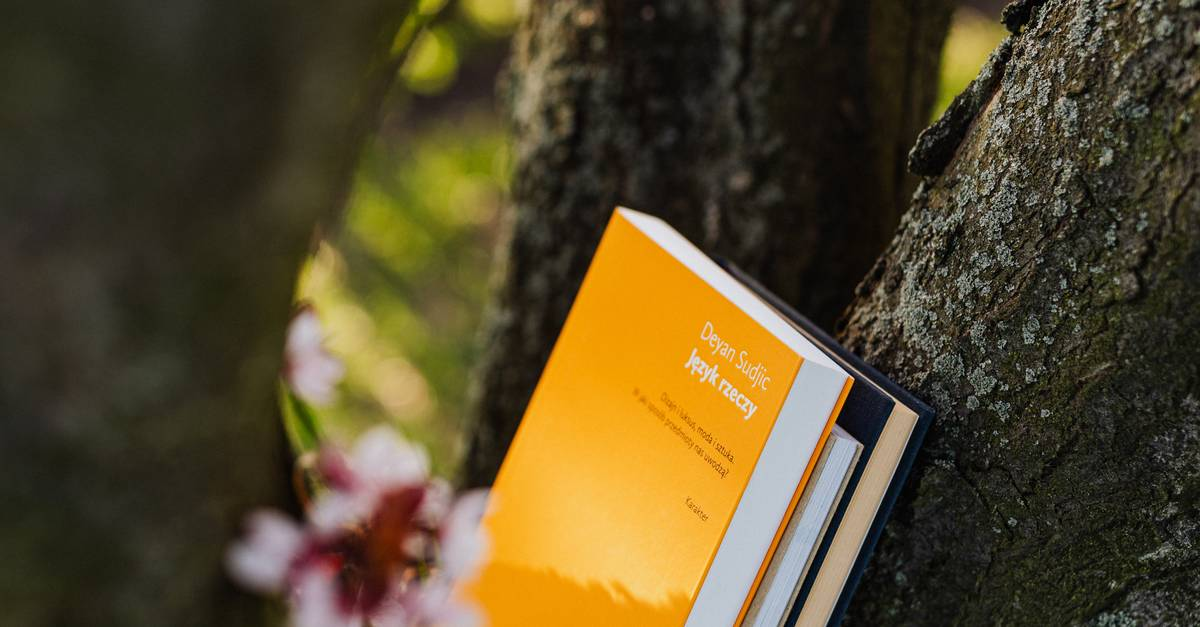 Deyan Sudjic
Język rzeczy
Dizajn i luksus, moda i sztuka.
W jaki sposób przedmioty nas uwodzą?
Karakter